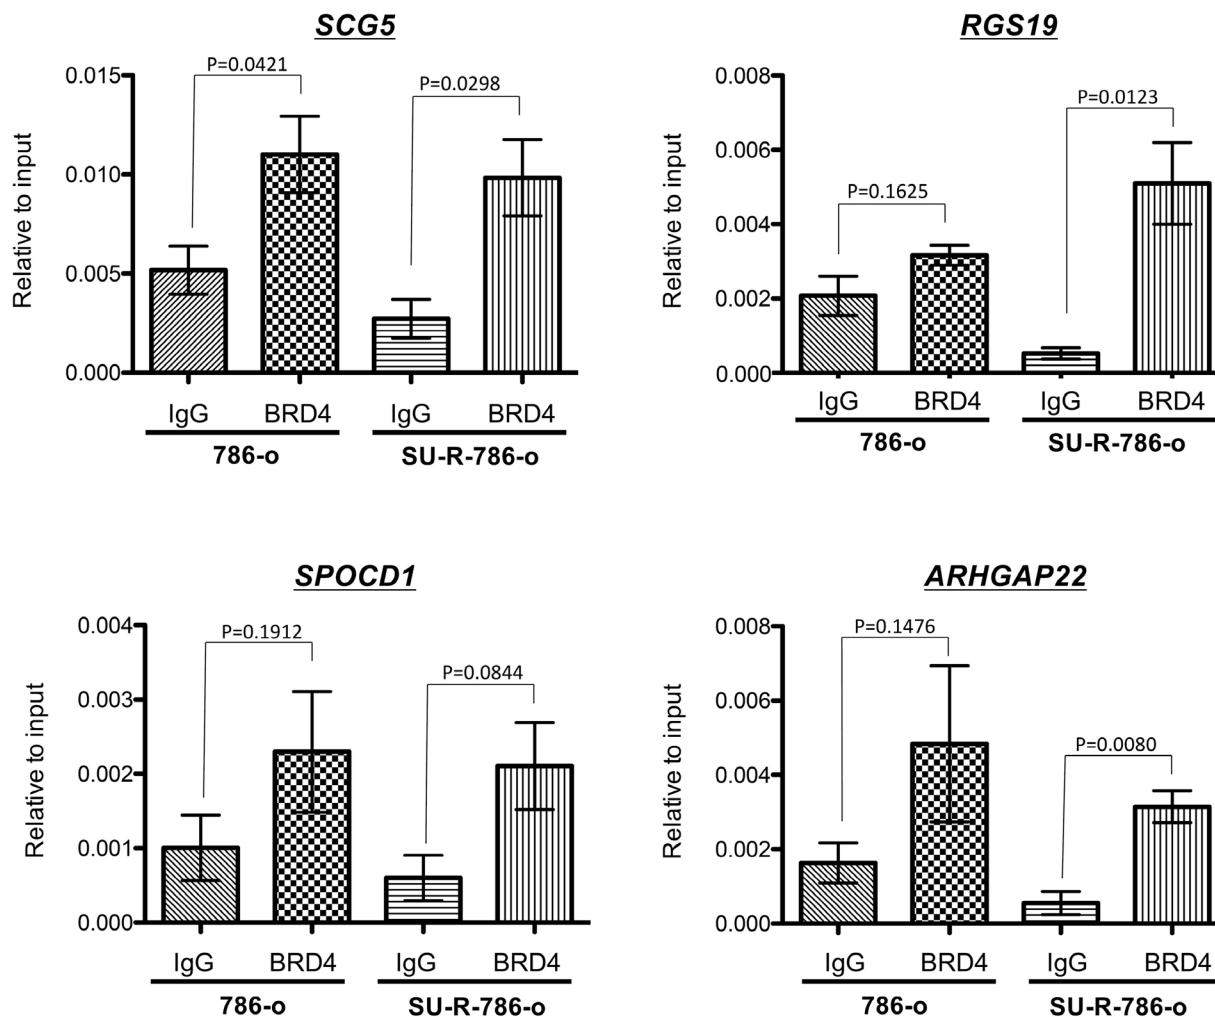 SCG5
P=0.0421
P=0.0298
Relative to input
0.015
0.010
0.005
0.000
IgG BRD4 IgG BRD4
786-o SU-R-786-o
RGS19
P=0.1625
P=0.0123
Relative to input
0.008
0.006
0.004
0.002
0.000
IgG BRD4 IgG BRD4
786-o SU-R-786-o
SPOCD1
P=0.1912
P=0.0844
Relative to input
0.004
0.003
0.002
0.001
0.000
IgG BRD4 IgG BRD4
786-o SU-R-786-o
ARHGAP22
P=0.1476
P=0.0080
Relative to input
0.008
0.006
0.004
0.002
0.000
IgG BRD4 IgG BRD4
786-o SU-R-786-o